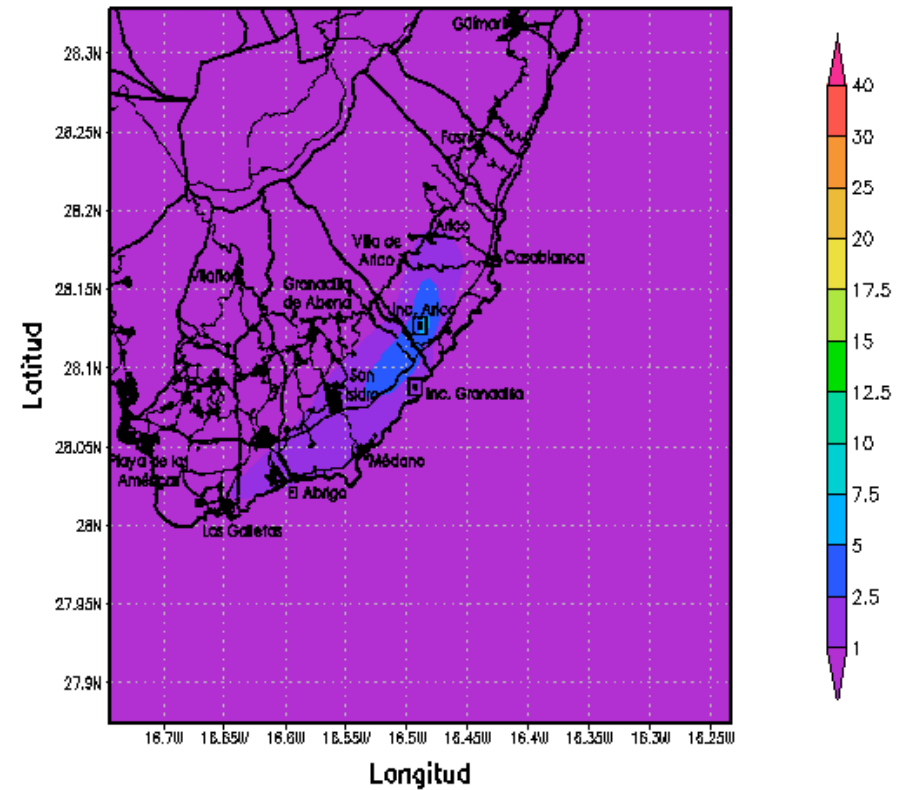 Güimar
28.3N
40
28.25N
Fasnia
30
25
28.2N
Arico
Villa de
Arico
20
Casablanca
Vilaflor
28.15N
Granadilla
de Abona
17.5
Inc. Arico
15
28.1N
San
Isidro
Inc. Granadilla
12.5
28.05N
10
Playa de las
Américas
Médano
7.5
El Abrigo
28N
Las Galletas
5
27.95N
2.5
27.9N
1
16.7W 16.65W 16.6W 16.55W 16.5W 16.45W 16.4W 16.35W 16.3W 16.25W
Latitud
Longitud